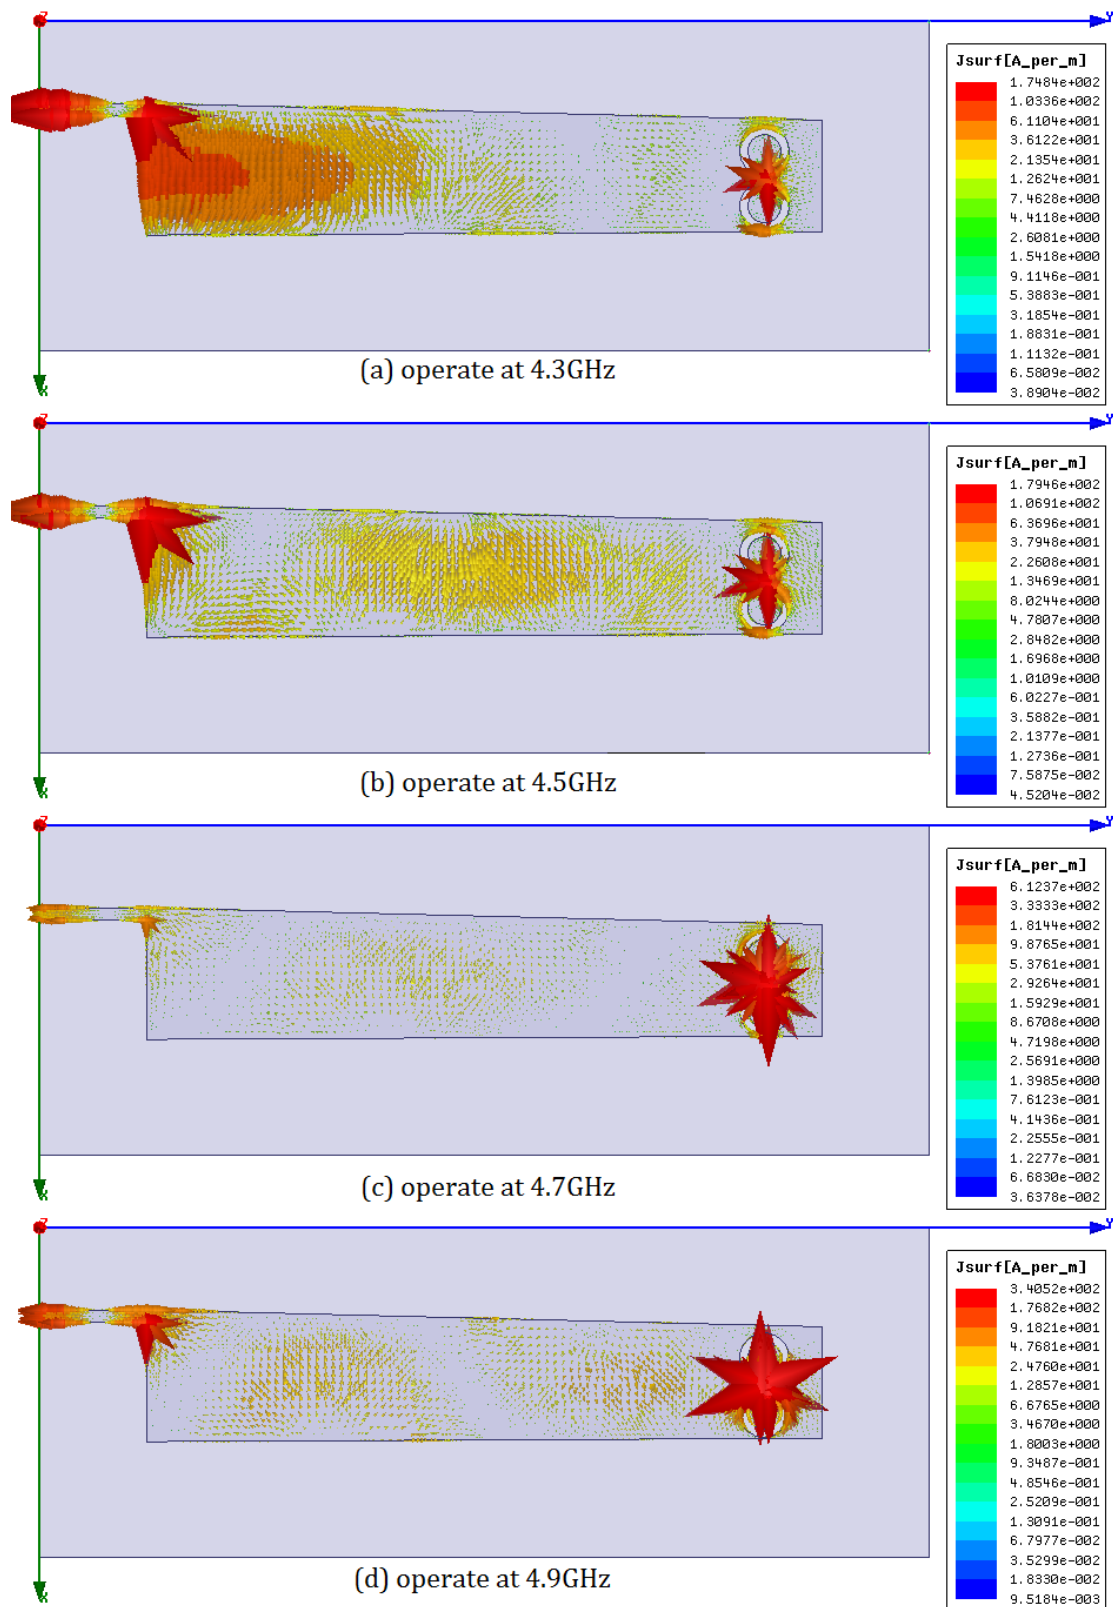 Z
Y
X
Jsurf[A_per_m]
1.7484e+002
1.0336e+002
6.1104e+001
3.6122e+001
2.1354e+001
1.2624e+001
7.4628e+000
4.4118e+000
2.6081e+000
1.5418e+000
9.1146e-001
5.3883e-001
3.1854e-001
1.8831e-001
1.1132e-001
6.5809e-002
3.8904e-002
(a) operate at 4.3GHz
Z
Y
X
Jsurf[A_per_m]
1.7946e+002
1.0691e+002
6.3696e+001
3.7948e+001
2.2608e+001
1.3469e+001
8.0244e+000
4.7807e+000
2.8482e+000
1.6968e+000
1.0109e+000
6.0227e-001
3.5882e-001
2.1377e-001
1.2736e-001
7.5875e-002
4.5204e-002
(b) operate at 4.5GHz
Z
Y
X
Jsurf[A_per_m]
6.1237e+002
3.3333e+002
1.8144e+002
9.8765e+001
5.3761e+001
2.9264e+001
1.5929e+001
8.6708e+000
4.7198e+000
2.5691e+000
1.3985e+000
7.6123e-001
4.1436e-001
2.2555e-001
1.2277e-001
6.6830e-002
3.6378e-002
(c) operate at 4.7GHz
Z
Y
X
Jsurf[A_per_m]
3.4052e+002
1.7682e+002
9.1821e+001
4.7681e+001
2.4760e+001
1.2857e+001
6.6765e+000
3.4670e+000
1.8003e+000
9.3487e-001
4.8546e-001
2.5209e-001
1.3091e-001
6.7977e-002
3.5299e-002
1.8330e-002
9.5184e-003
(d) operate at 4.9GHz